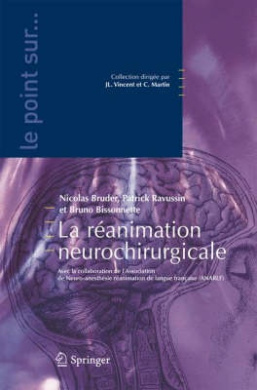 le point sur...
Collection dirigée par
JL. Vincent et C. Martin
Nicolas Bruder, Patrick Ravussin
et Bruno Bissonnette
La réanimation
neurochirurgicale
Avec la collaboration de l'Association
de Neuro-anesthésie réanimation de langue française (ANARLF)
Springer